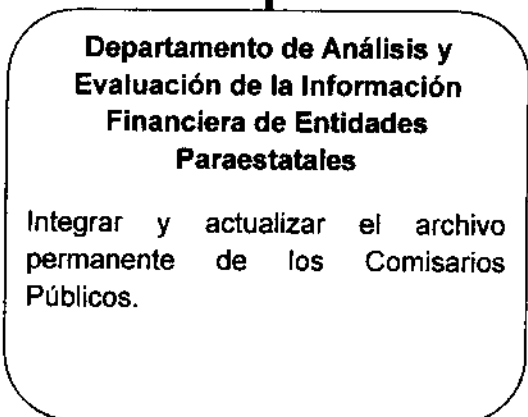 Departamento de Análisis y
Evaluación de la Información
Financiera de Entidades
Paraestatales
Integrar y actualizar el archivo
permanente de los Comisarios
Públicos.